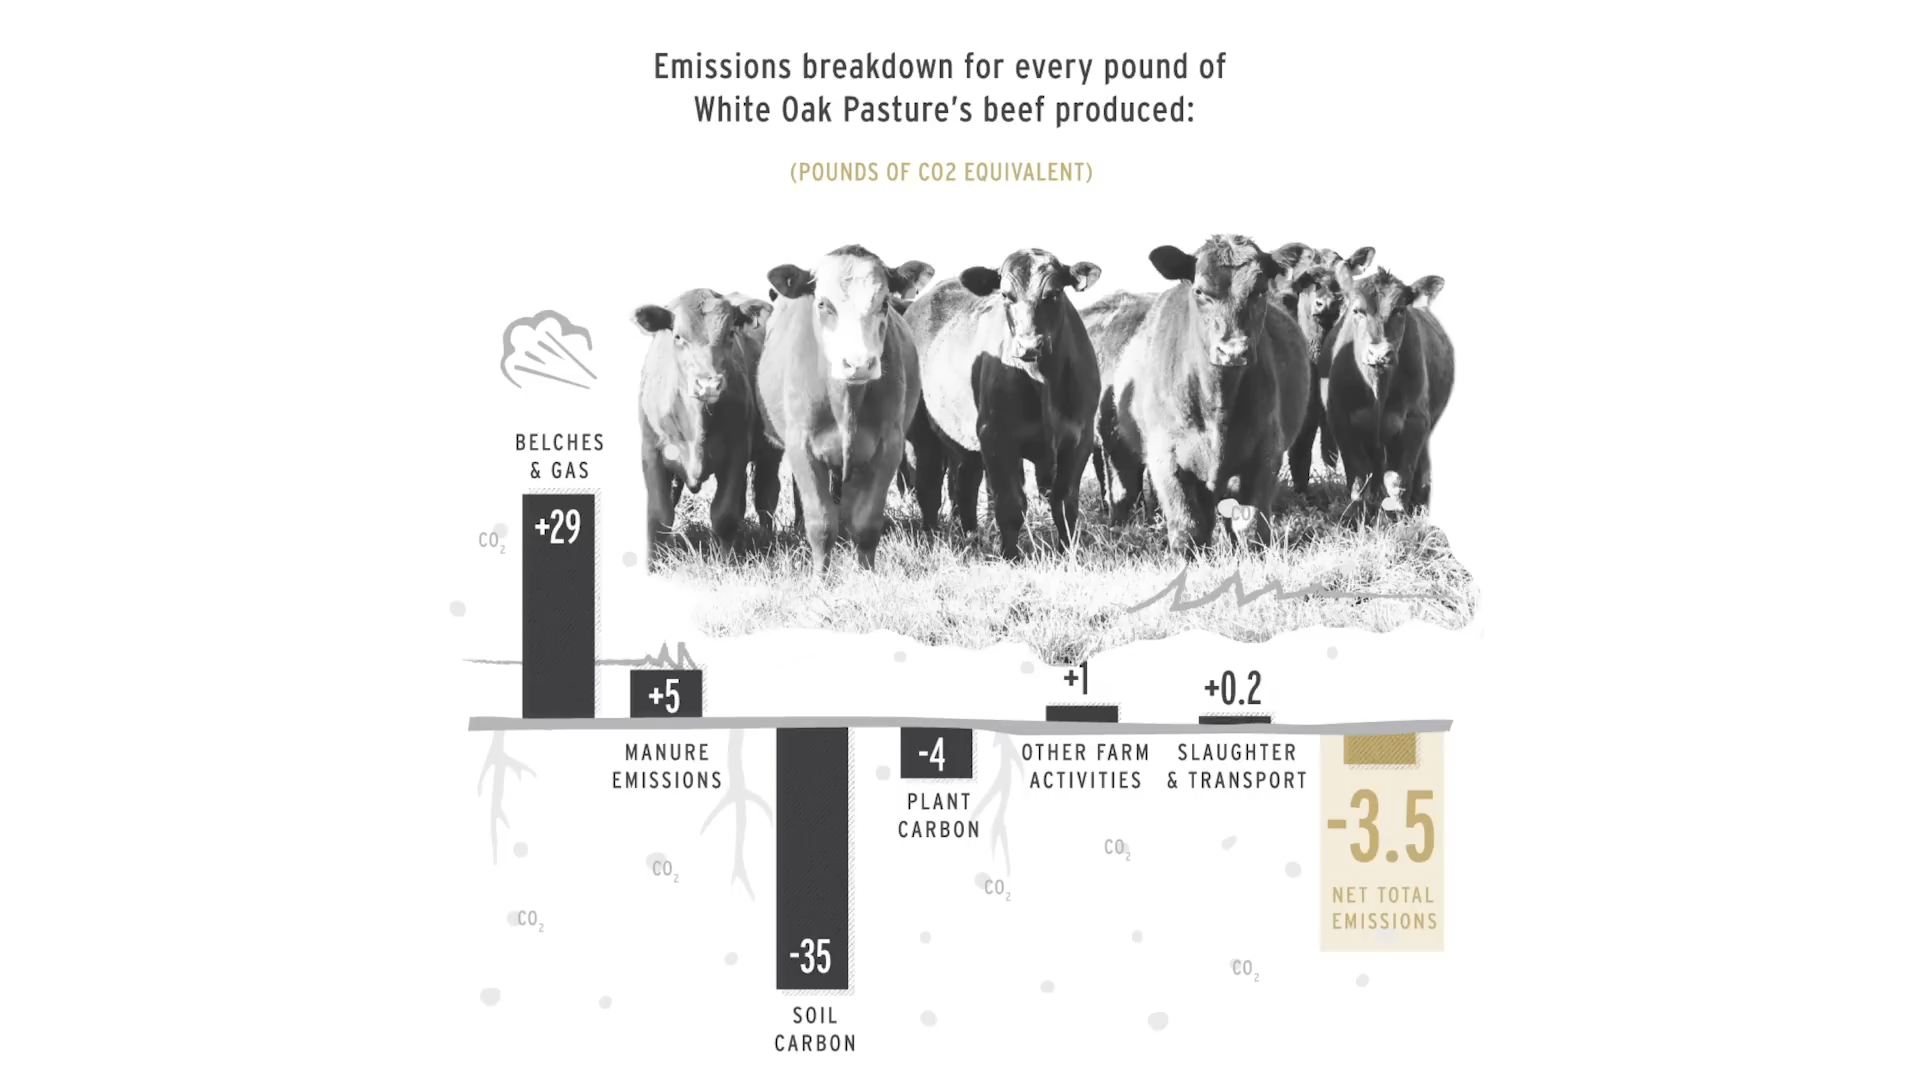 Emissions breakdown for every pound of
White Oak Pasture's beef produced:
(POUNDS OF CO2 EQUIVALENT)
BELCHES
& GAS
+29
CO₂
CO
+5
+1
+0.2
MANURE
EMISSIONS
-4
OTHER FARM
ACTIVITIES
SLAUGHTER
& TRANSPORT
PLANT
CARBON
-3.5
NET TOTAL
EMISSIONS
CO₂
CO₂
CO₂
CO₂
CO₂
-35
SOIL
CARBON